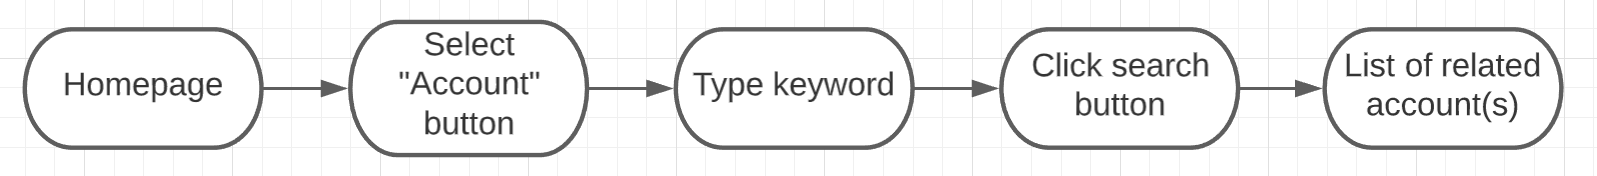 Homepage
Select
"Account"
button
Type keyword
Click search
button
List of related
account(s)